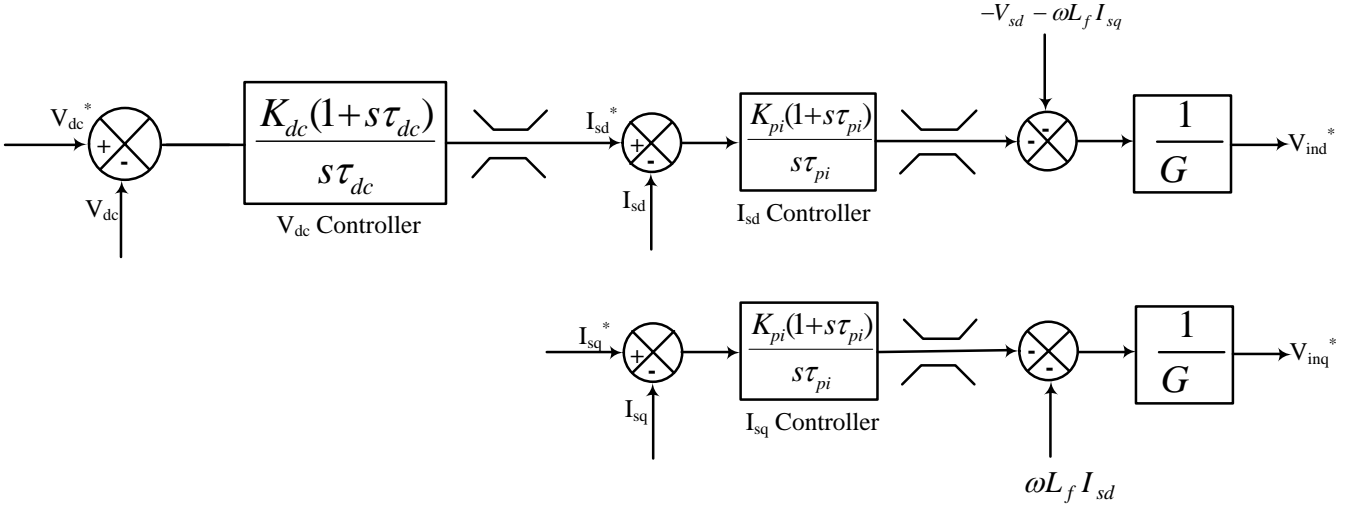 −V_sd − ωL_f I_sq
V_dc^*
+
-
V_dc
K_dc(1+sτ_dc)
sτ_dc
V_dc Controller
I_sd^*
+
-
I_sd
K_pi(1+sτ_pi)
sτ_pi
I_sd Controller
-
-
1
G
V_ind^*
I_sq^*
+
-
I_sq
K_pi(1+sτ_pi)
sτ_pi
I_sq Controller
-
-
1
G
V_inq^*
ωL_f I_sd